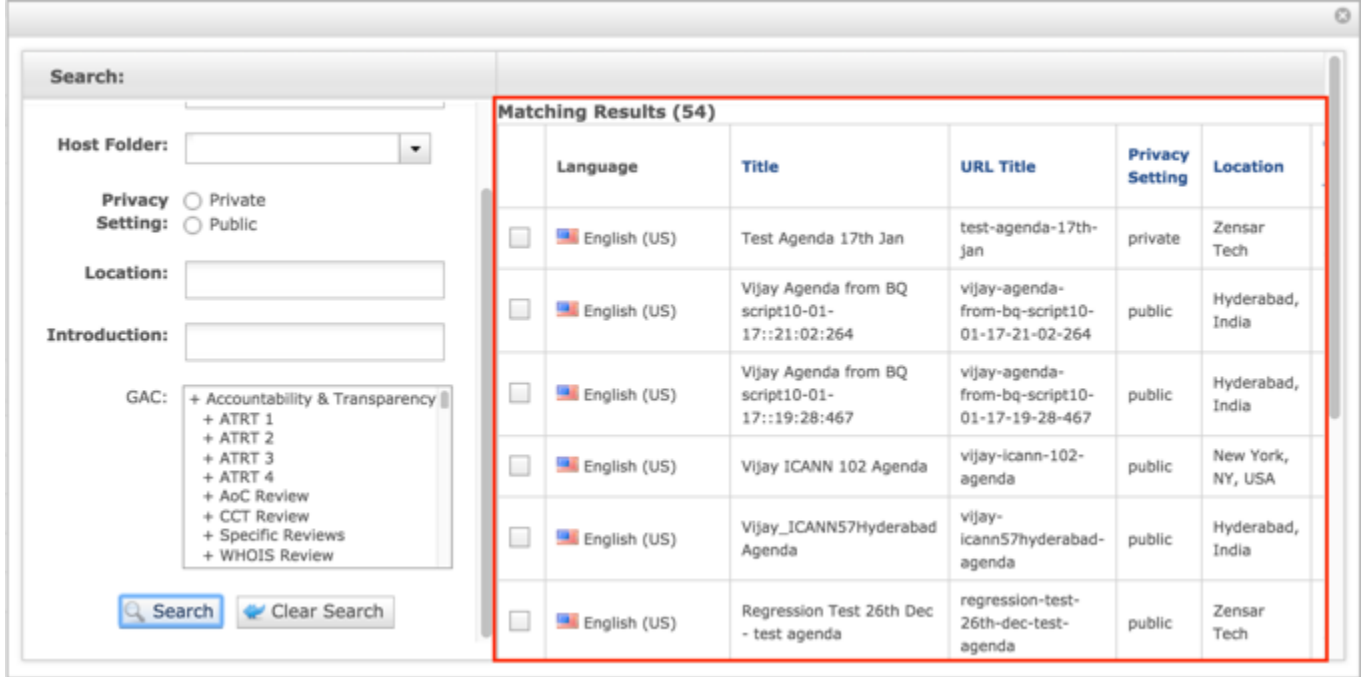 Search:
Host Folder:
Privacy
Setting:
Private
Public
Location:
Introduction:
GAC:
+ Accountability & Transparency
+ ATRT 1
+ ATRT 2
+ ATRT 3
+ ATRT 4
+ AoC Review
+ CCT Review
+ Specific Reviews
+ WHOIS Review
Search
Clear Search
Matching Results (54)
Language
Title
URL Title
Privacy
Setting
Location
English (US)
Test Agenda 17th Jan
test-agenda-17th-
jan
private
Zensar
Tech
English (US)
Vijay Agenda from BQ
script10-01-
17::21:02:264
vijay-agenda-
from-bq-script10-
01-17-21-02-264
public
Hyderabad,
India
English (US)
Vijay Agenda from BQ
script10-01-
17::19:28:467
vijay-agenda-
from-bq-script10-
01-17-19-28-467
public
Hyderabad,
India
English (US)
Vijay ICANN 102 Agenda
vijay-icann-102-
agenda
public
New York,
NY, USA
English (US)
Vijay_ICANN57Hyderabad
Agenda
vijay-
icann57hyderabad-
agenda
public
Hyderabad,
India
English (US)
Regression Test 26th Dec
- test agenda
regression-test-
26th-dec-test-
agenda
public
Zensar
Tech